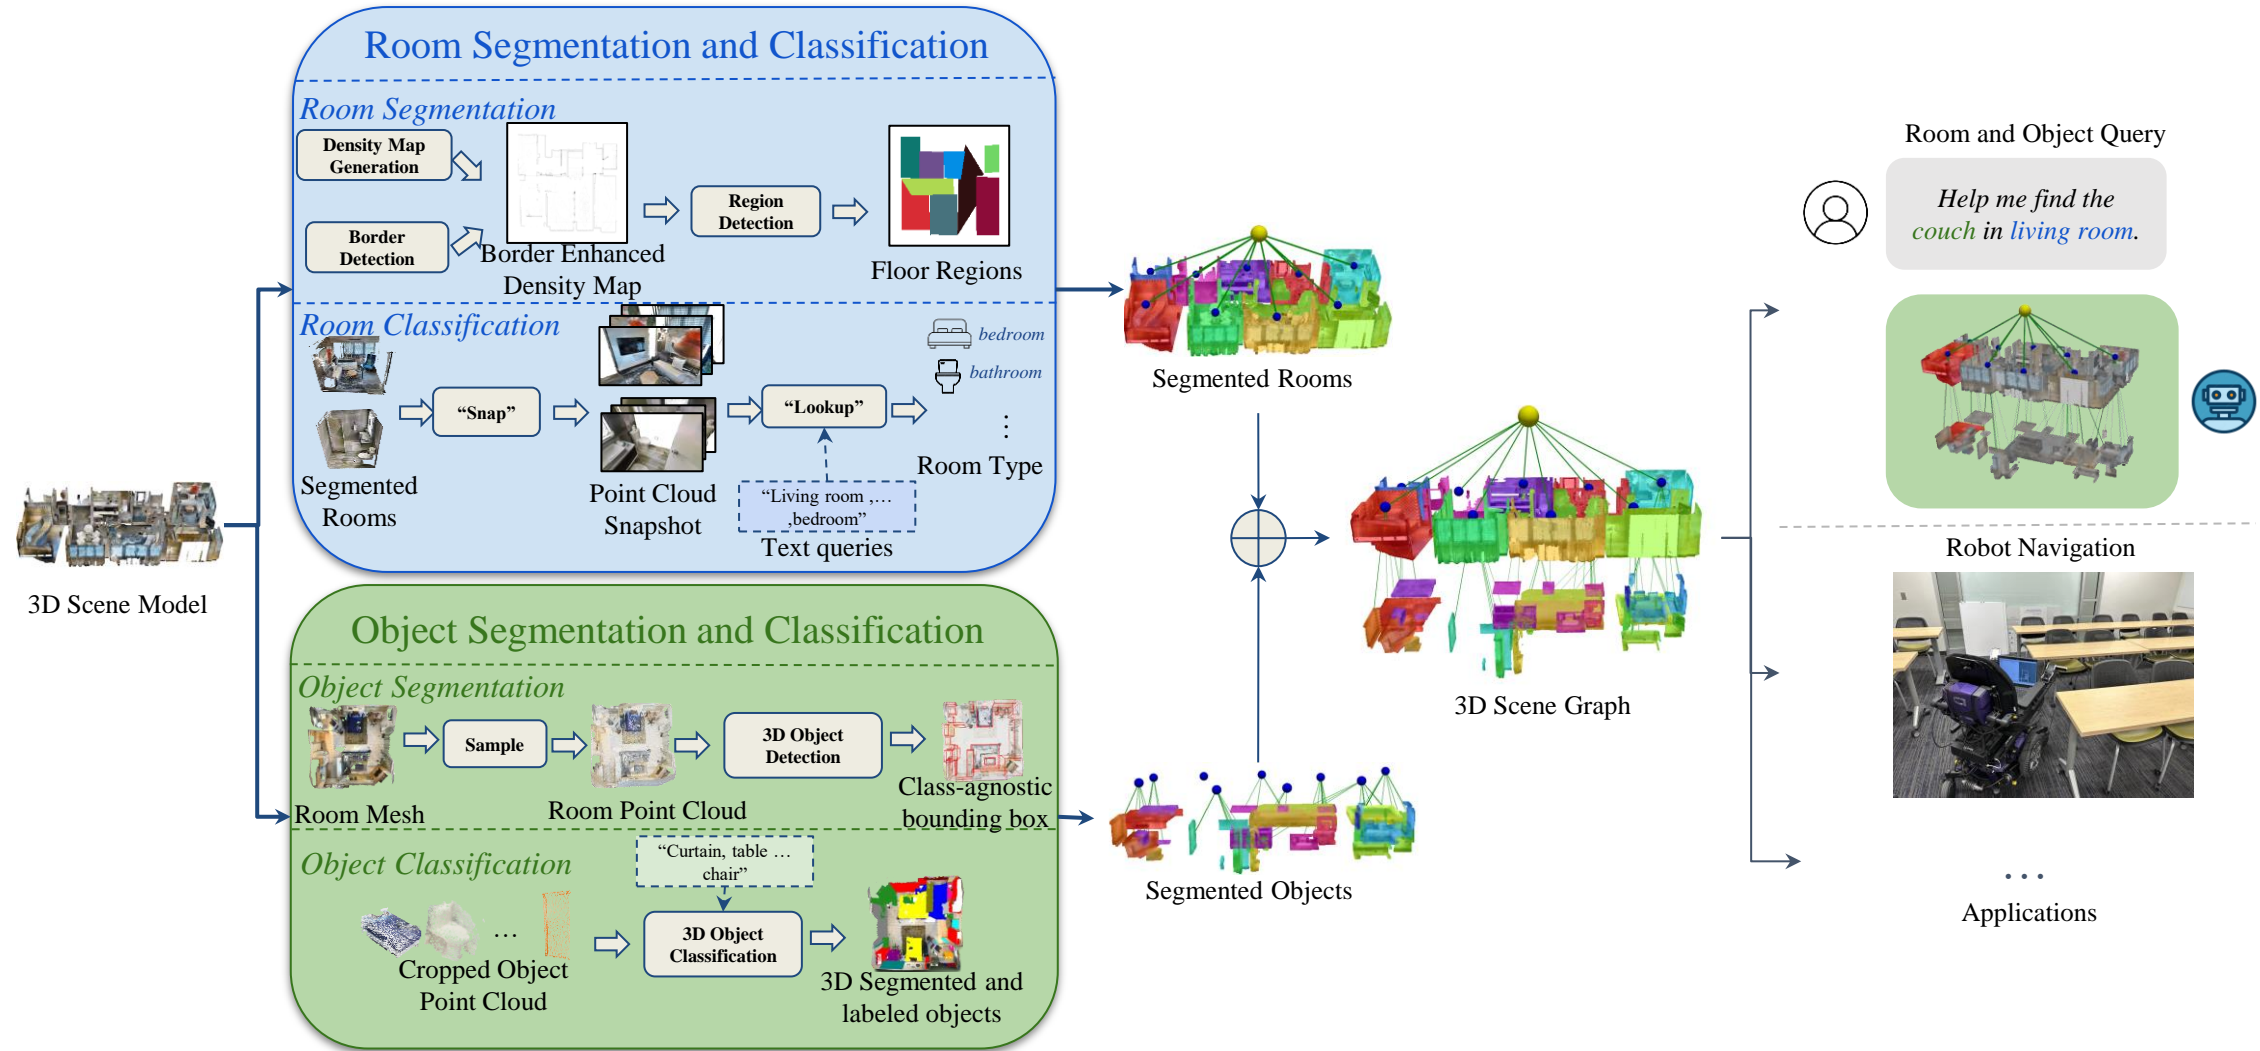 Room Segmentation and Classification
Room Segmentation
Density Map
Generation
Border
Detection
Border Enhanced
Density Map
Region
Detection
Floor Regions
Room Classification
Segmented
Rooms
“Snap”
Point Cloud
Snapshot
“Lookup”
“Living room ,…
,bedroom”
Text queries
bedroom
bathroom
⋮
Room Type
3D Scene Model
Object Segmentation and Classification
Object Segmentation
Room Mesh
Sample
Room Point Cloud
3D Object
Detection
Class-agnostic
bounding box
Object Classification
“Curtain, table …
chair”
…
Cropped Object
Point Cloud
3D Object
Classification
3D Segmented and
labeled objects
Segmented Rooms
Segmented Objects
3D Scene Graph
Room and Object Query
Help me find the
couch in living room.
Robot Navigation
…
Applications